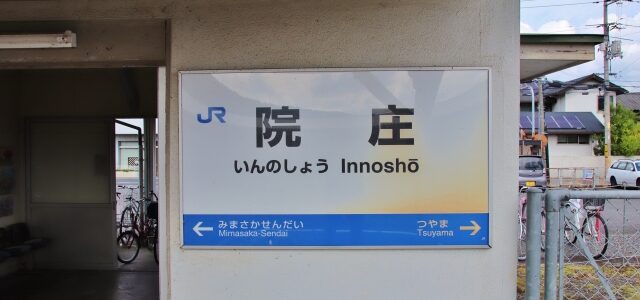 JR 院庄
いんのしょう Innoshō
← みまさかせんだい つやま →
Mimasaka-Sendai Tsuyama